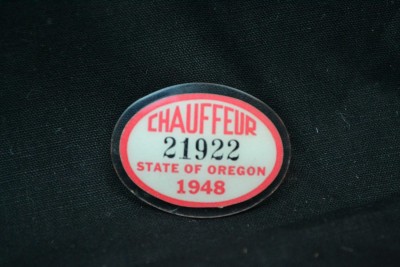 CHAUFFEUR
21922
STATE OF OREGON
1948